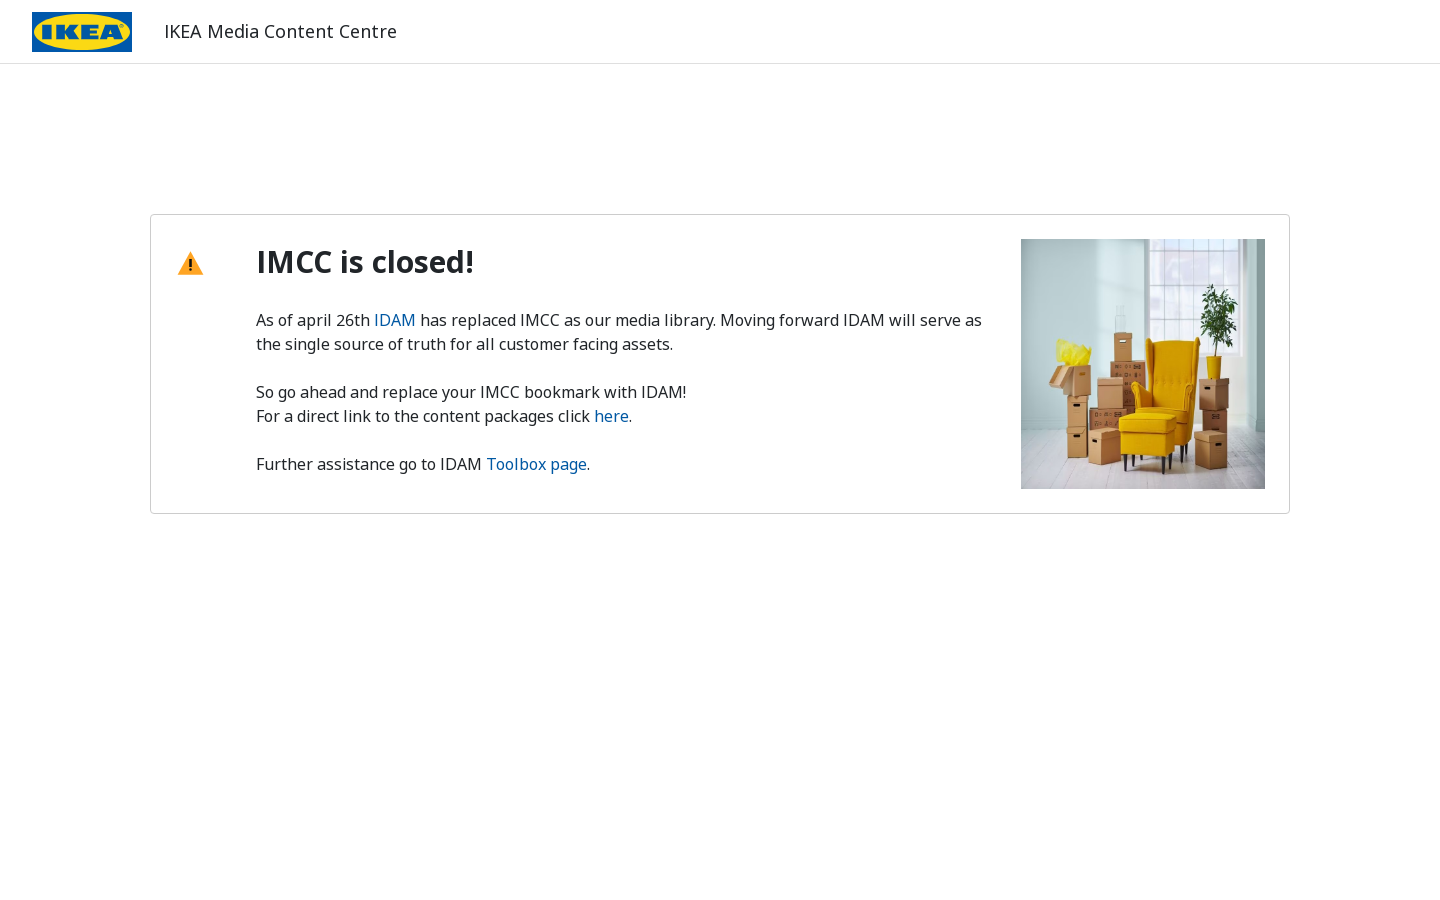 IKEA
IKEA Media Content Centre
IMCC is closed!
As of april 26th IDAM has replaced IMCC as our media library. Moving forward IDAM will serve as
the single source of truth for all customer facing assets.
So go ahead and replace your IMCC bookmark with IDAM!
For a direct link to the content packages click here.
Further assistance go to IDAM Toolbox page.